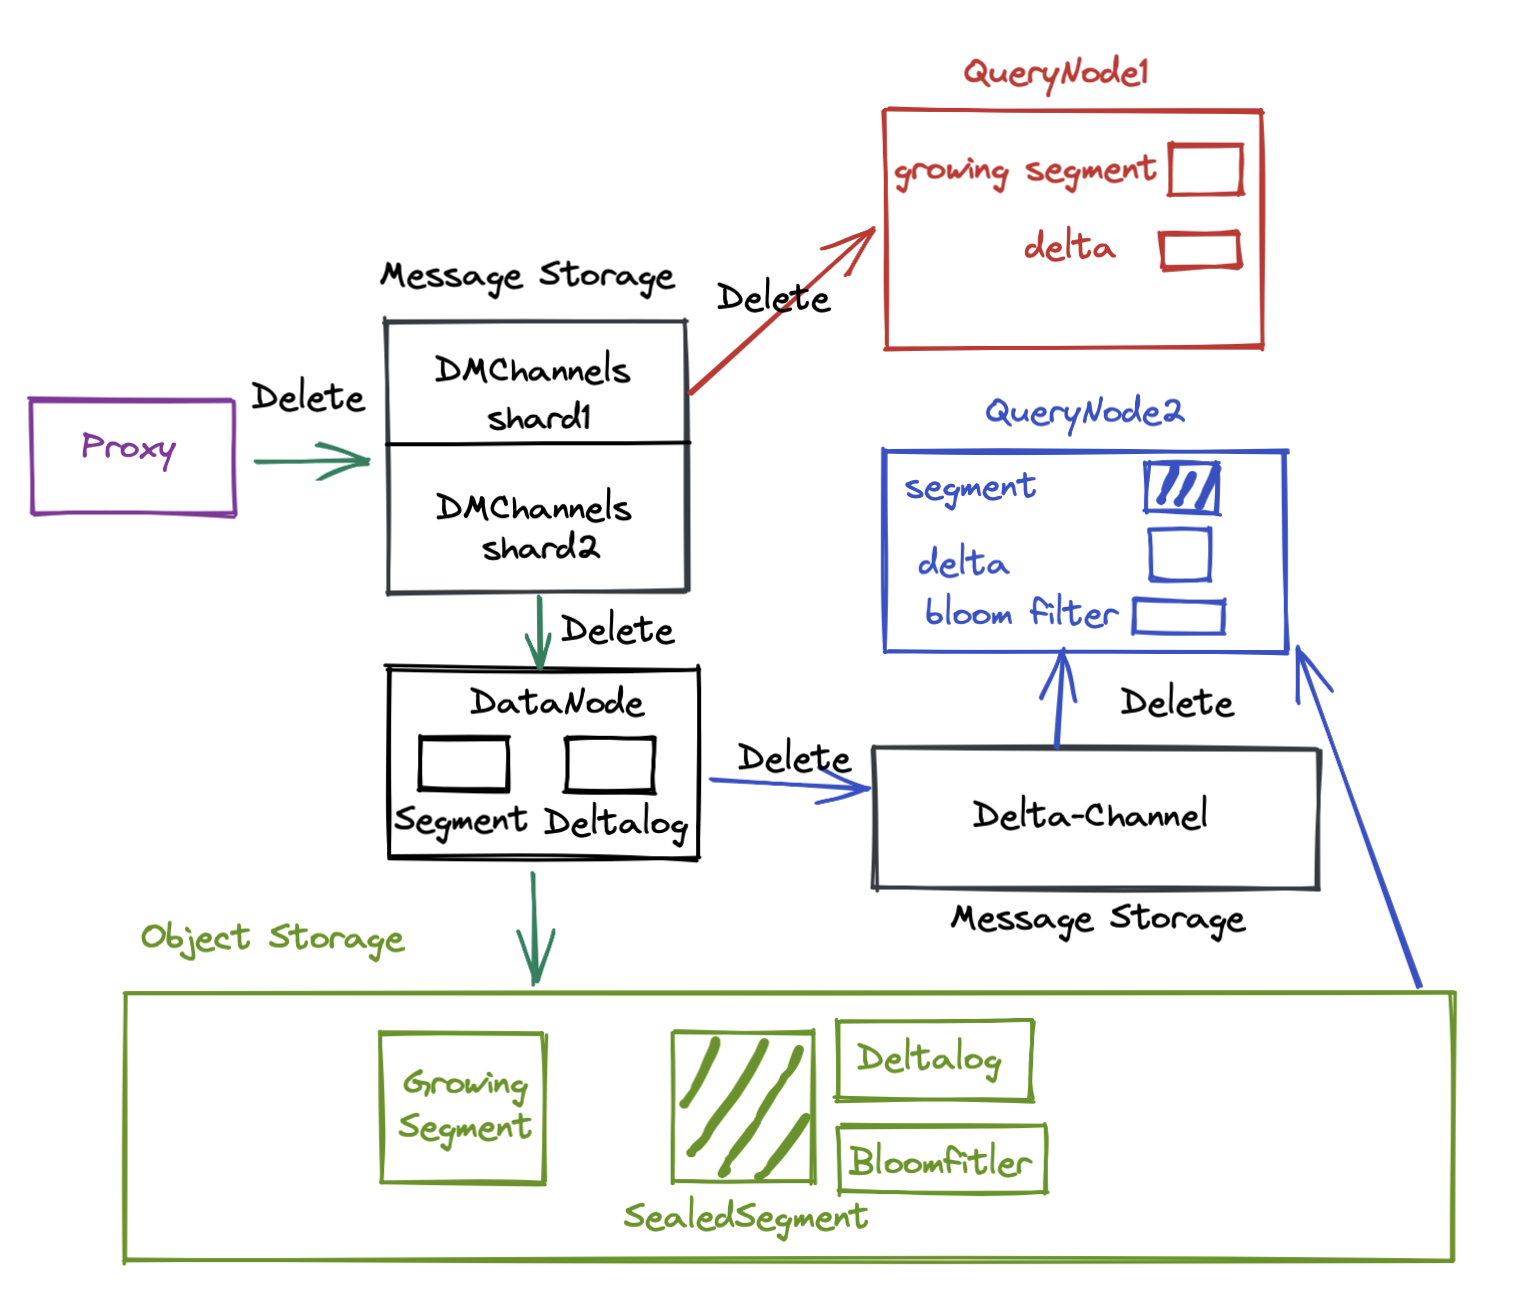 QueryNode1
growing segment
delta
Message Storage
Delete
DMChannels
shard1
Delete
Proxy
QueryNode2
DMChannels
shard2
segment
delta
bloom filter
Delete
DataNode
Segment Deltalog
Delete
Delete
Delta-Channel
Message Storage
Object Storage
Growing
Segment
Deltalog
Bloomfitler
SealedSegment